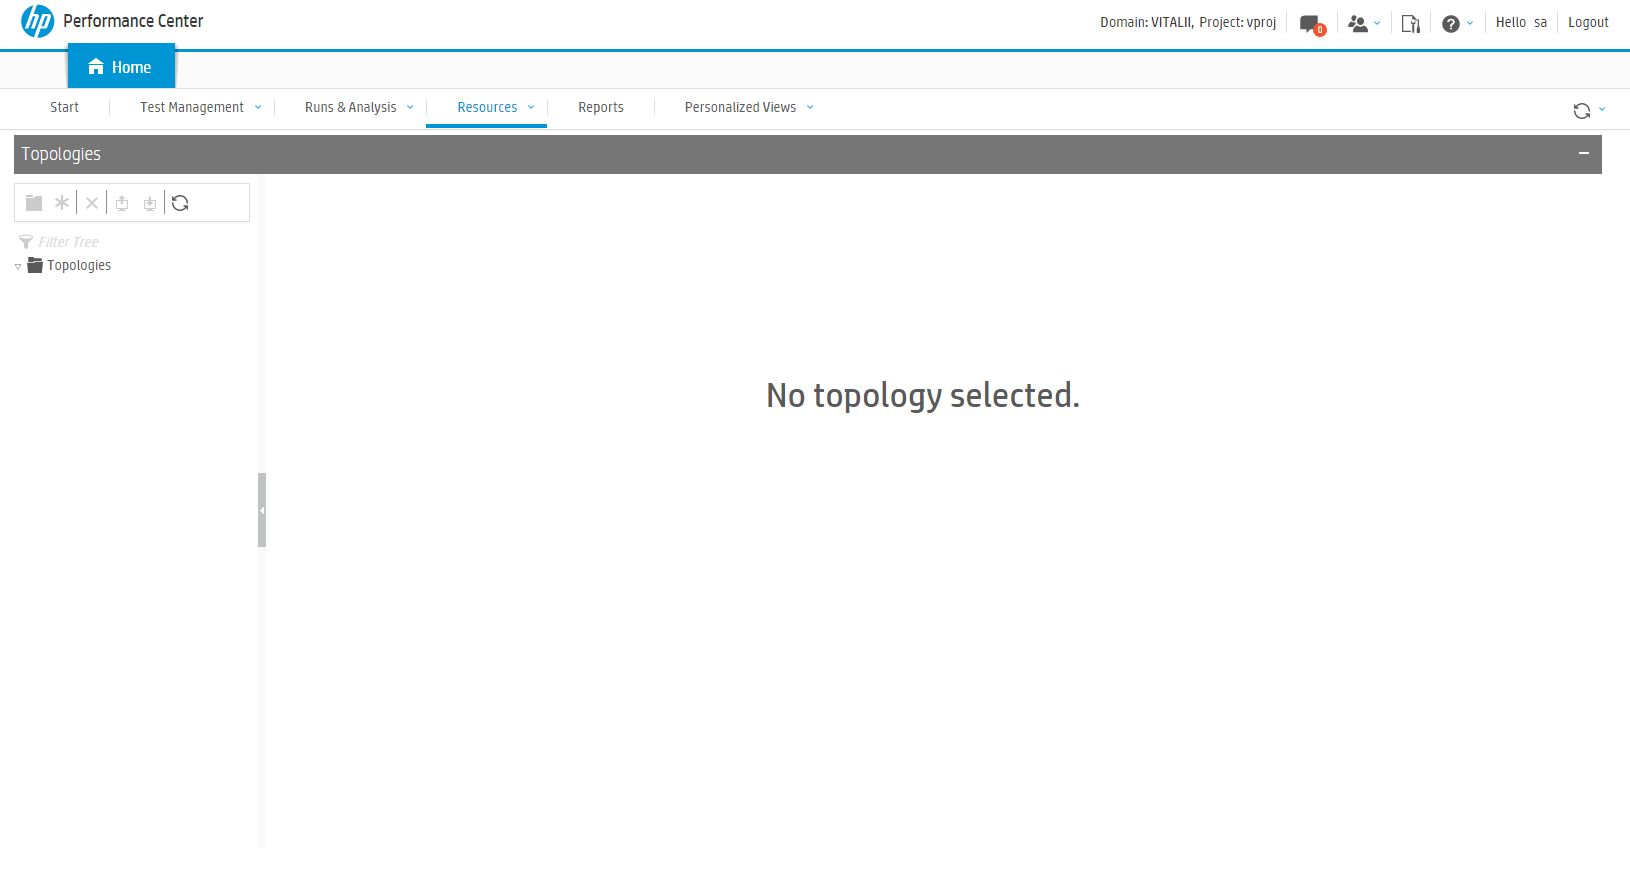 hp Performance Center
Domain: VITALII, Project: vproj
0
?
Hello sa
Logout
Home
Start
Test Management
Runs & Analysis
Resources
Reports
Personalized Views
Topologies
Filter Tree
Topologies
No topology selected.